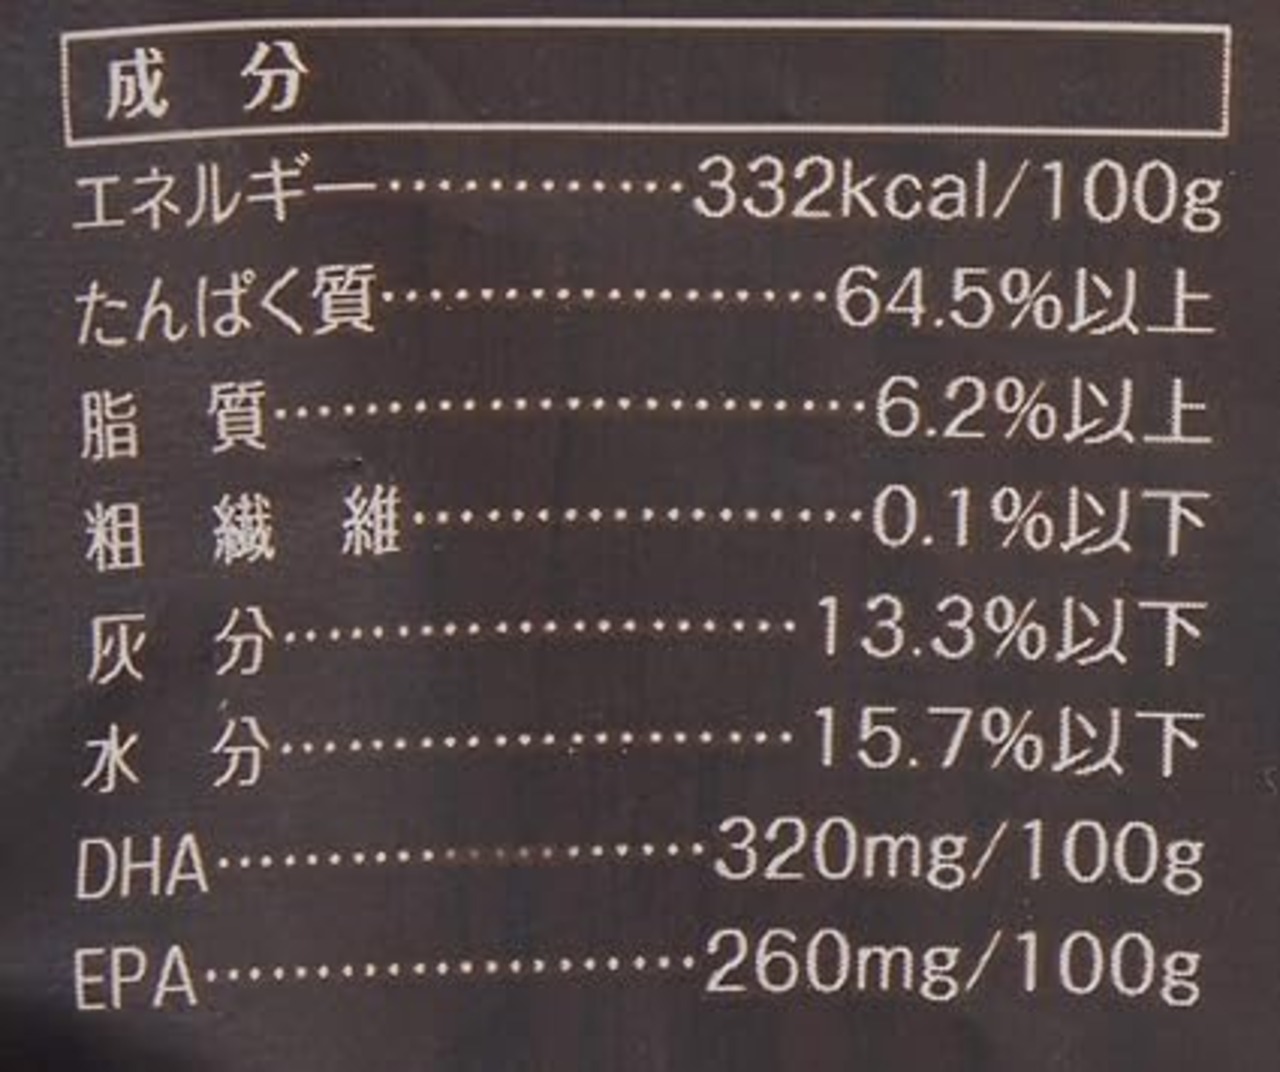 成 分
エネルギー…………332kcal/100g
たんぱく質………………64.5%以上
脂 質……………………6.2%以上
粗 繊 維………………0.1%以下
灰 分…………………13.3%以下
水 分…………………15.7%以下
DHA…………………320mg/100g
EPA…………………260mg/100g